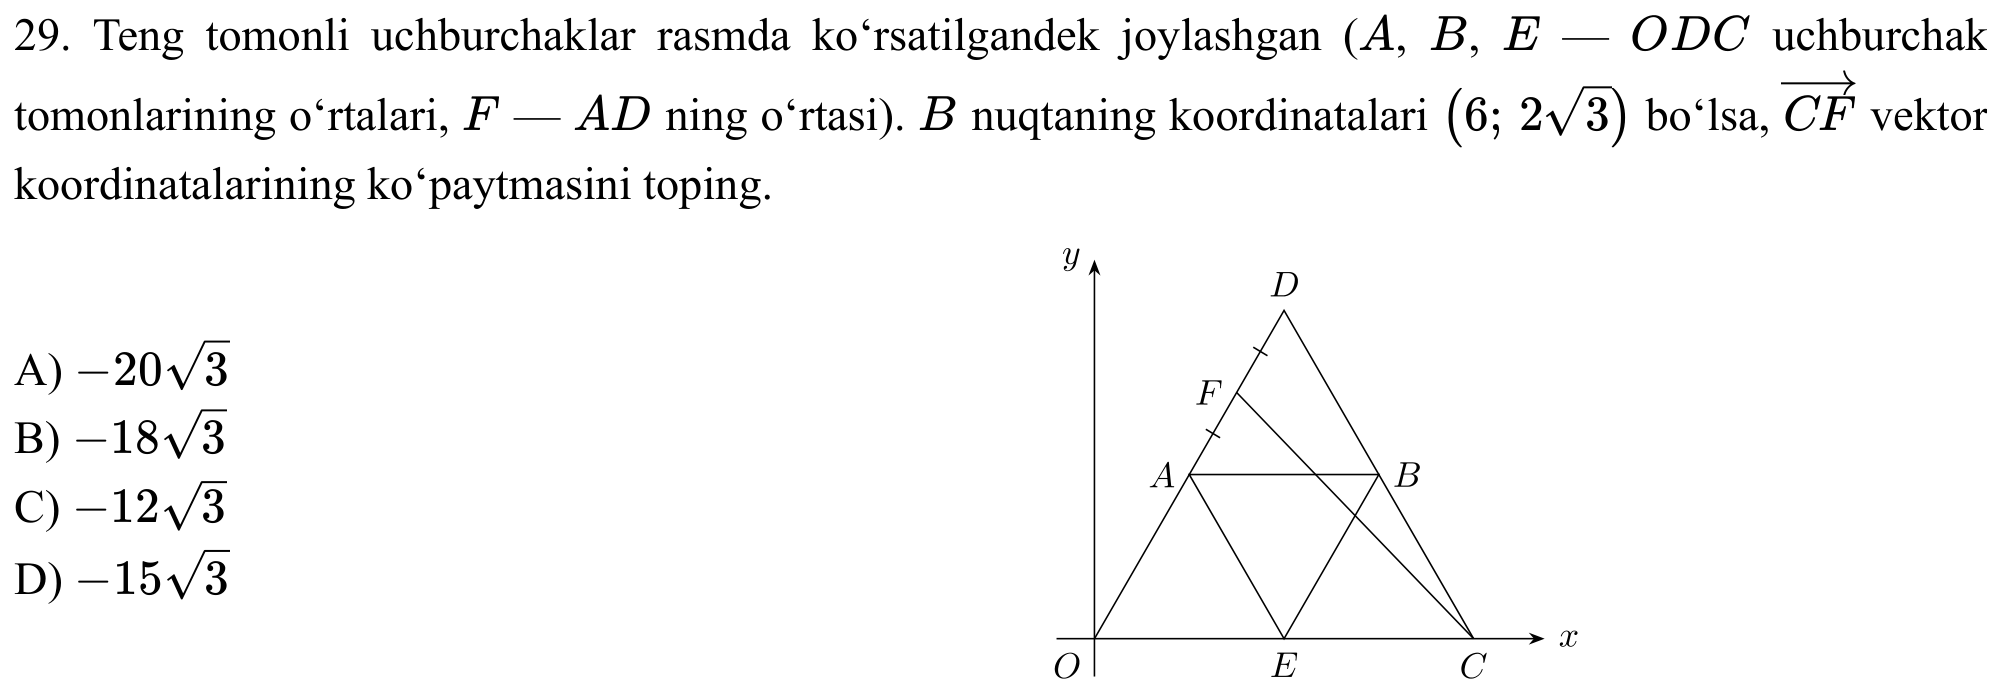 29. Teng tomonli uchburchaklar rasmda ko‘rsatilgandek joylashgan (A, B, E — ODC uchburchak
tomonlarining o‘rtalari, F — AD ning o‘rtasi). B nuqtaning koordinatalari (6; 2√3) bo‘lsa, \overrightarrow{CF} vektor
koordinatalarining ko‘paytmasini toping.
A) −20√3
B) −18√3
C) −12√3
D) −15√3
y
D
F
A
B
x
O
E
C